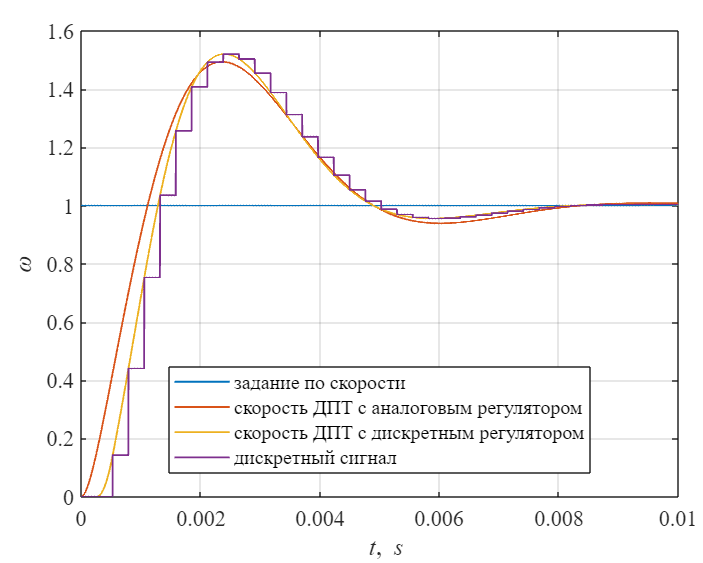 1.6
1.4
1.2
1
0.8
0.6
0.4
0.2
0
ω
задание по скорости
скорость ДПТ с аналоговым регулятором
скорость ДПТ с дискретным регулятором
дискретный сигнал
0 0.002 0.004 0.006 0.008 0.01
t, s